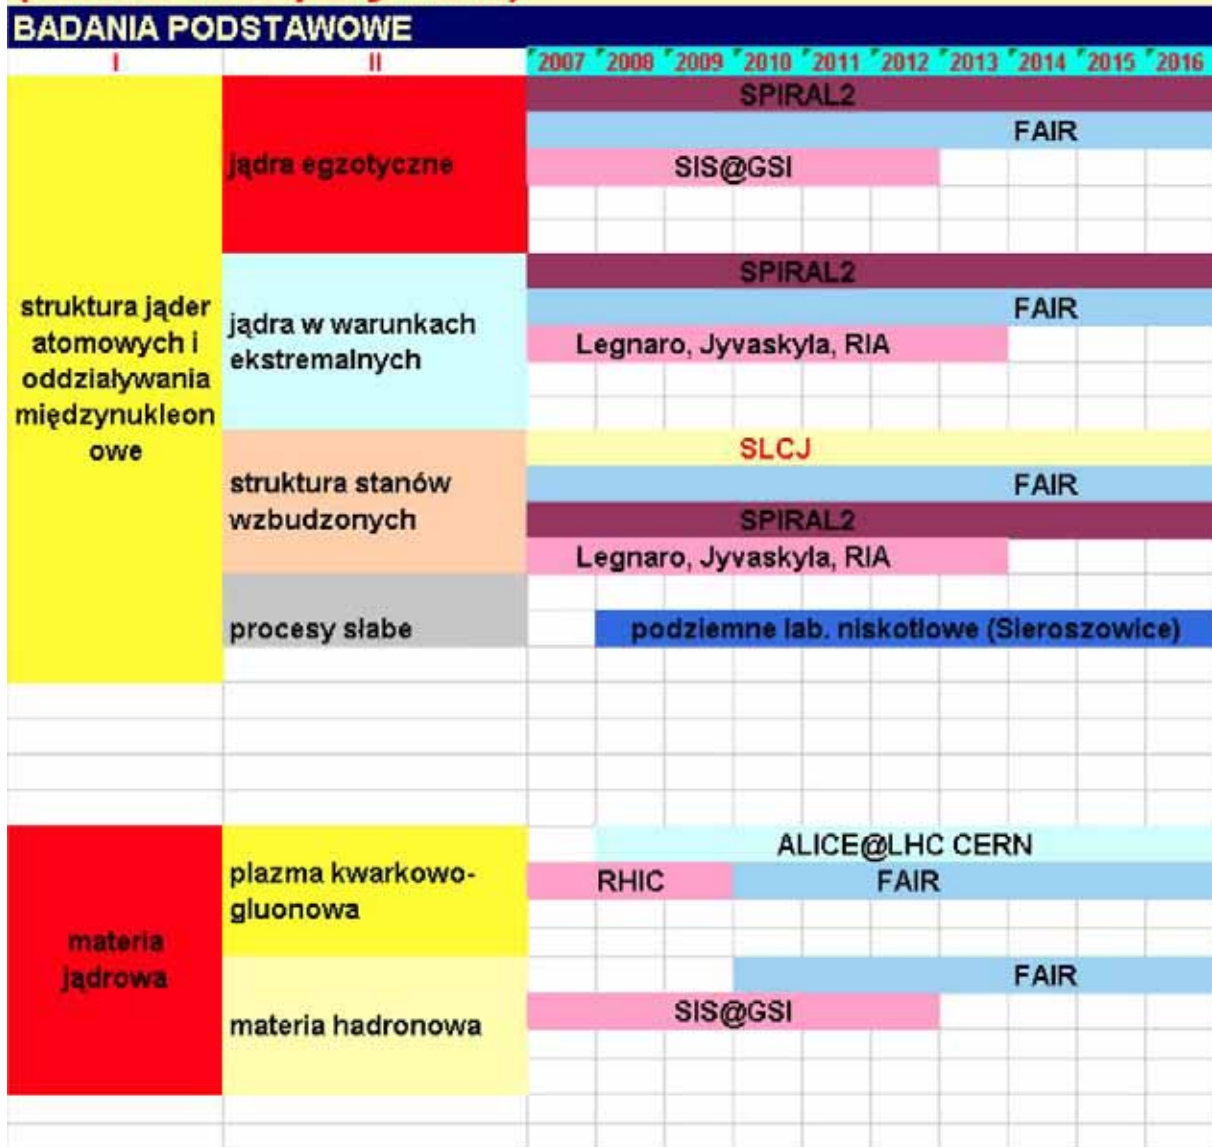 BADANIA PODSTAWOWE
I II 2007 2008 2009 2010 2011 2012 2013 2014 2015 2016
struktura jąder
atomowych i
oddziaływania
międzynukleon
owe
jądra egzotyczne
SPIRAL2
FAIR
SIS@GSI
jądra w warunkach
ekstremalnych
SPIRAL2
FAIR
Legnaro, Jyvaskyla, RIA
struktura stanów
wzbudzonych
SLCJ
FAIR
SPIRAL2
Legnaro, Jyvaskyla, RIA
procesy słabe
podziemne lab. niskotłowe (Sieroszowice)
materia
jądrowa
plazma kwarkowo-
gluonowa
ALICE@LHC CERN
RHIC FAIR
materia hadronowa
FAIR
SIS@GSI